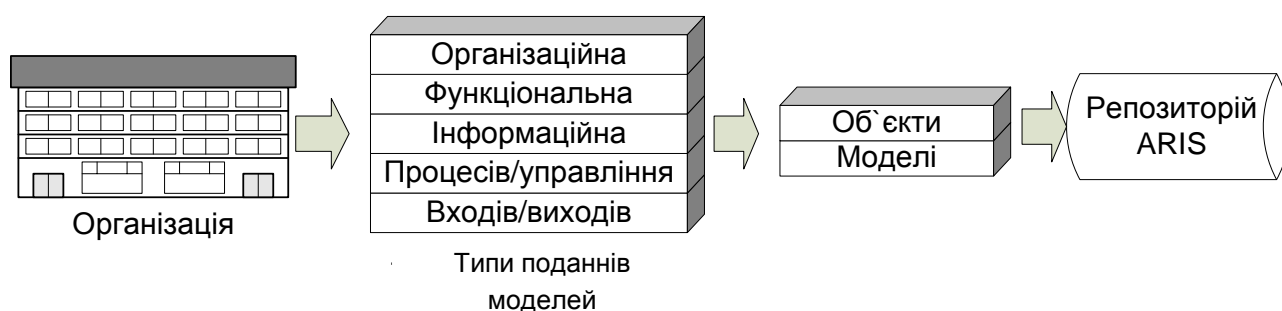 Організація
Організаційна
Функціональна
Інформаційна
Процесів/управління
Входів/виходів
Типи поданнів
моделей
Об`єкти
Моделі
Репозиторій
ARIS